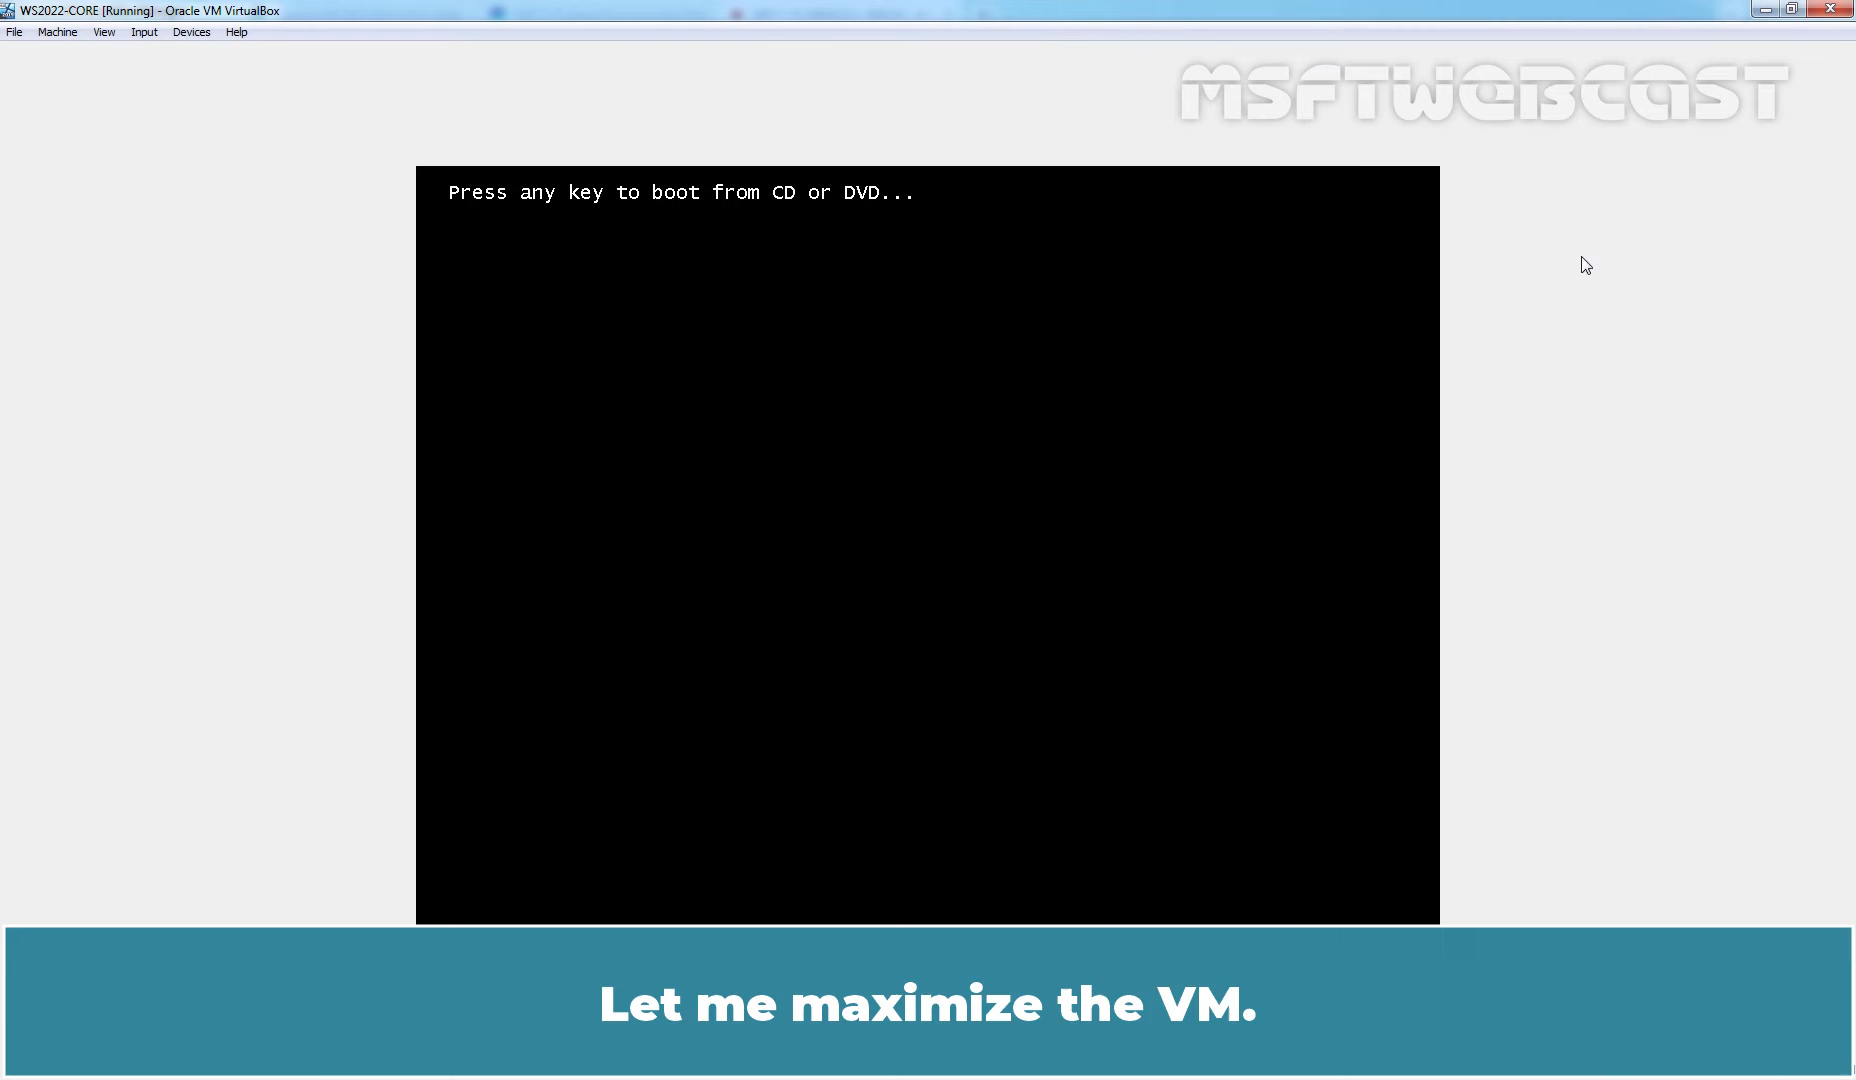 WS2022-CORE [Running] - Oracle VM VirtualBox
File Machine View Input Devices Help
MSFTWEBCAST
Press any key to boot from CD or DVD...
Let me maximize the VM.